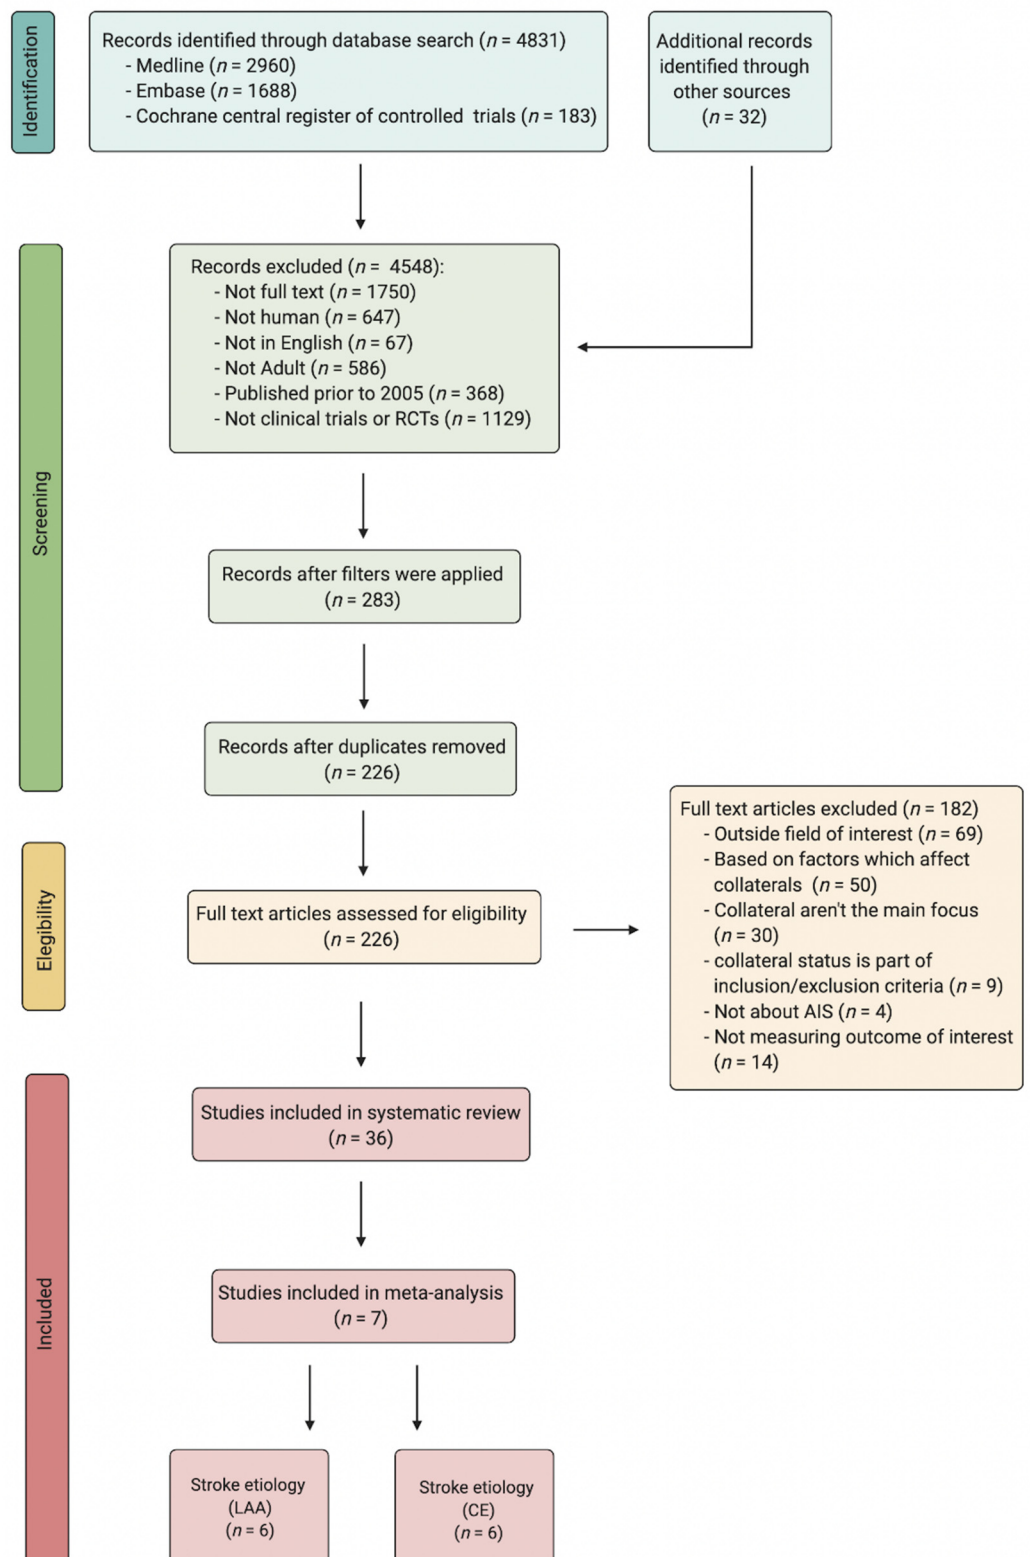 Identification
Records identified through database search (n = 4831)
- Medline (n = 2960)
- Embase (n = 1688)
- Cochrane central register of controlled trials (n = 183)
Additional records
identified through
other sources
(n = 32)
Screening
Records excluded (n = 4548):
- Not full text (n = 1750)
- Not human (n = 647)
- Not in English (n = 67)
- Not Adult (n = 586)
- Published prior to 2005 (n = 368)
- Not clinical trials or RCTs (n = 1129)
Records after filters were applied
(n = 283)
Records after duplicates removed
(n = 226)
Elegibility
Full text articles assessed for eligibility
(n = 226)
Full text articles excluded (n = 182)
- Outside field of interest (n = 69)
- Based on factors which affect
collaterals (n = 50)
- Collateral aren't the main focus
(n = 30)
- collateral status is part of
inclusion/exclusion criteria (n = 9)
- Not about AIS (n = 4)
- Not measuring outcome of interest
(n = 14)
Included
Studies included in systematic review
(n = 36)
Studies included in meta-analysis
(n = 7)
Stroke etiology
(LAA)
(n = 6)
Stroke etiology
(CE)
(n = 6)